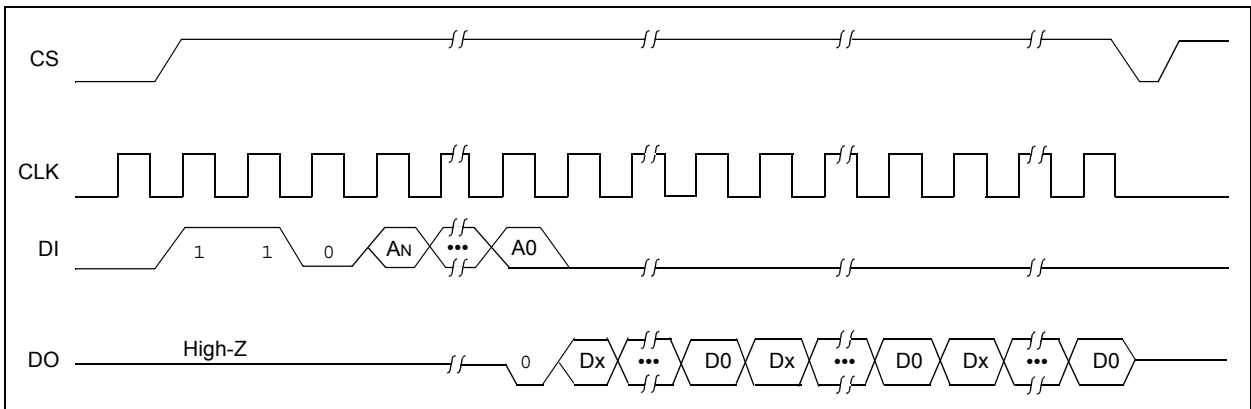 CS
CLK
DI 1 1 0 AN ••• A0
High-Z
DO 0 Dx ••• D0 Dx ••• D0 Dx ••• D0